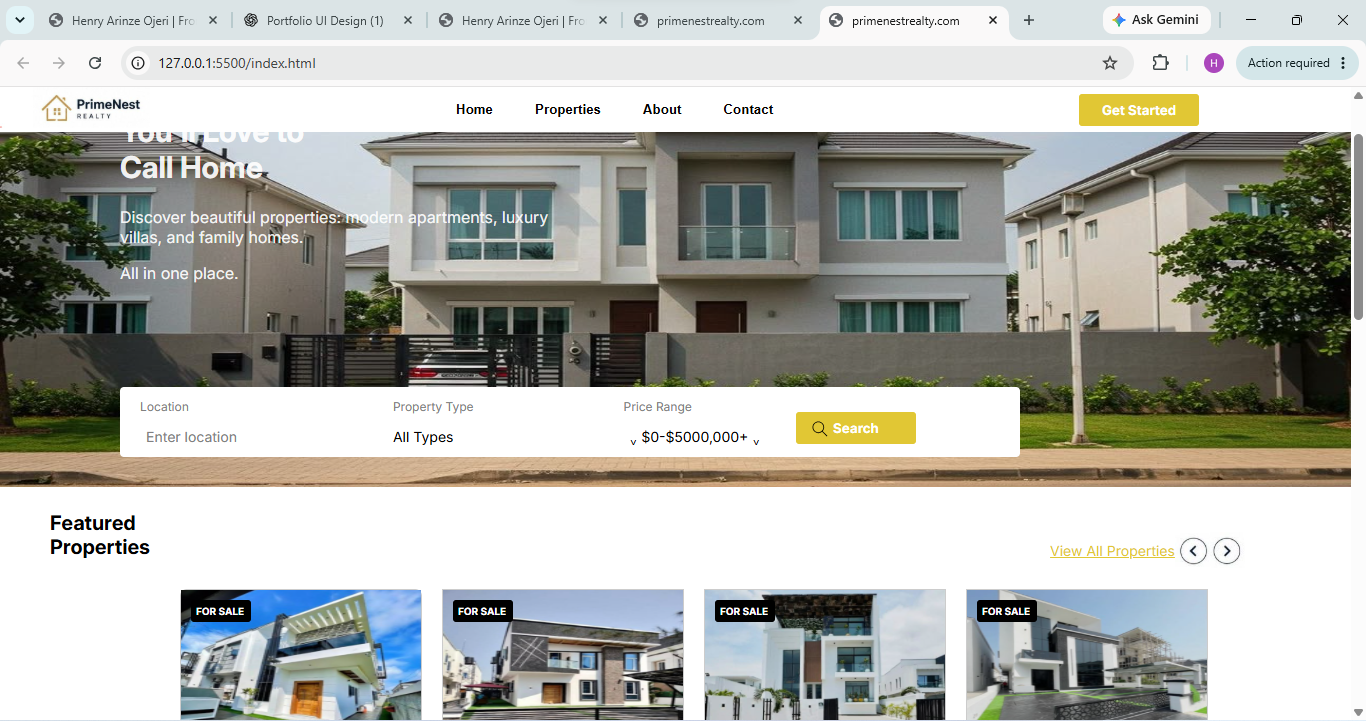 Henry Arinze Ojeri | Fro
Portfolio UI Design (1)
Henry Arinze Ojeri | Fro
primenestrealty.com
primenestrealty.com
Ask Gemini
127.0.0.1:5500/index.html
H
Action required
PrimeNest
REALTY
Home
Properties
About
Contact
Get Started
You'll Love to
Call Home
Discover beautiful properties: modern apartments, luxury
villas, and family homes.
All in one place.
Location
Property Type
Price Range
Enter location
All Types
$0-$5000,000+
Search
Featured
Properties
View All Properties
FOR SALE
FOR SALE
FOR SALE
FOR SALE